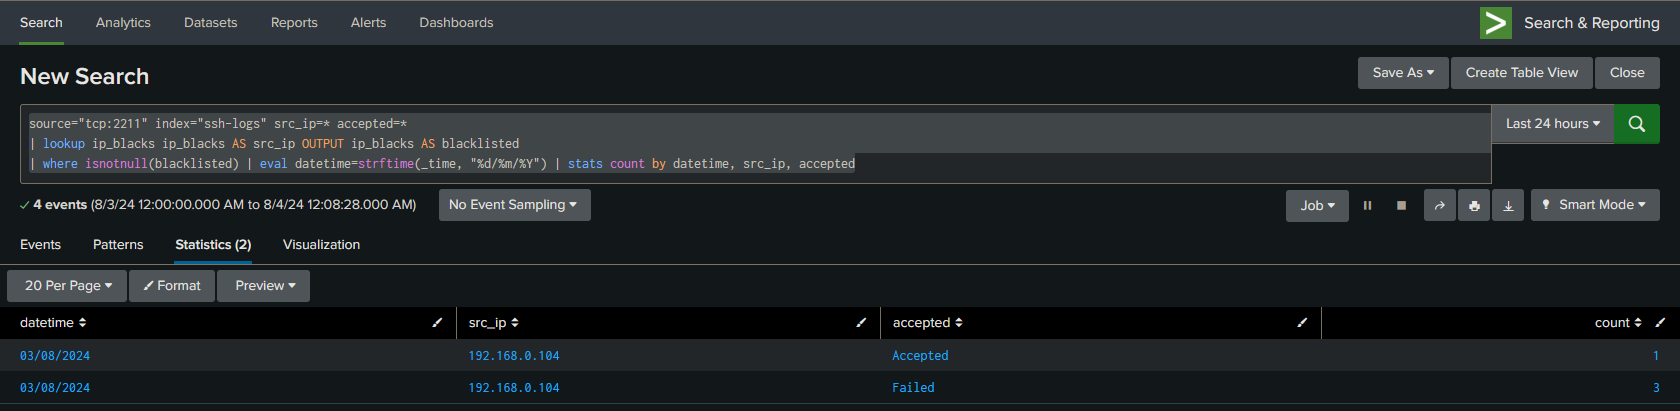 Search Analytics Datasets Reports Alerts Dashboards Search & Reporting
New Search
Save As Create Table View Close
source="tcp:2211" index="ssh-logs" src_ip=* accepted=*
| lookup ip_blacks ip_blacks AS src_ip OUTPUT ip_blacks AS blacklisted
| where isnotnull(blacklisted) | eval datetime=strftime(_time, "%d/%m/%Y") | stats count by datetime, src_ip, accepted
Last 24 hours
4 events (8/3/24 12:00:00.000 AM to 8/4/24 12:08:28.000 AM) No Event Sampling Job Smart Mode
Events Patterns Statistics (2) Visualization
20 Per Page Format Preview
datetime src_ip accepted count
03/08/2024 192.168.0.104 Accepted 1
03/08/2024 192.168.0.104 Failed 3